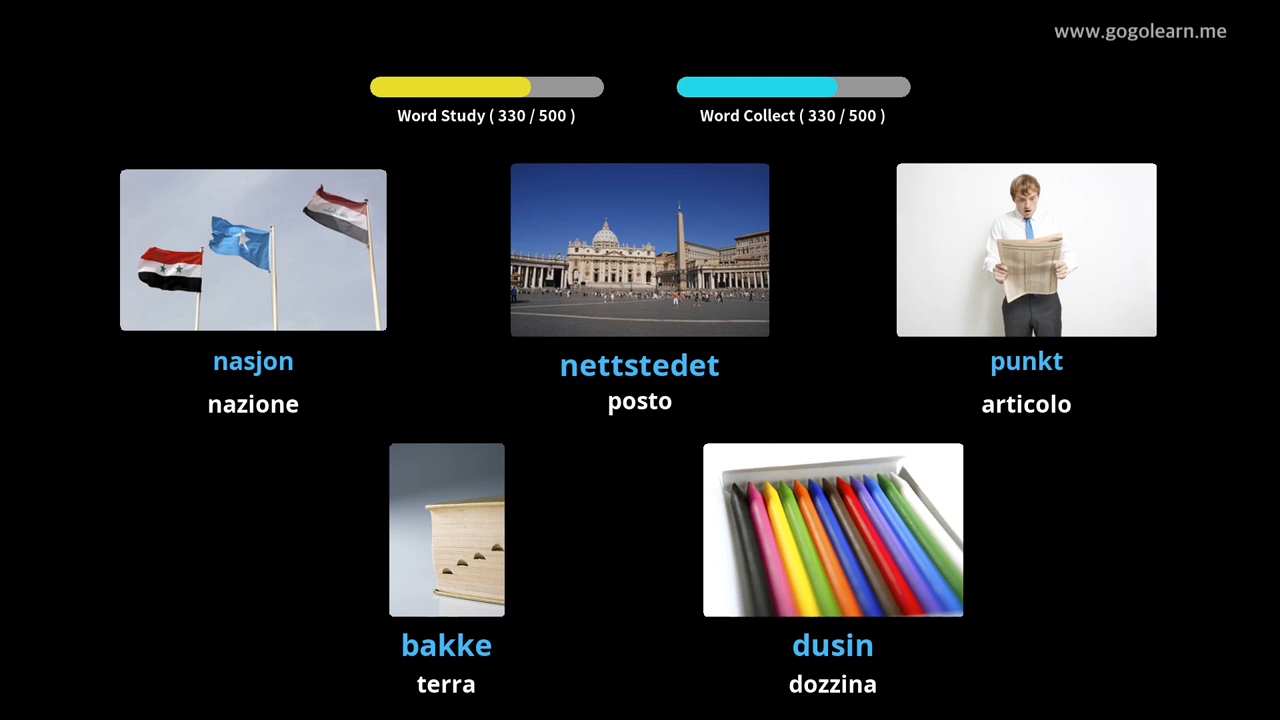 www.gogolearn.me
Word Study ( 330 / 500 )
Word Collect ( 330 / 500 )
nasjon
nazione
nettstedet
posto
punkt
articolo
bakke
terra
dusin
dozzina